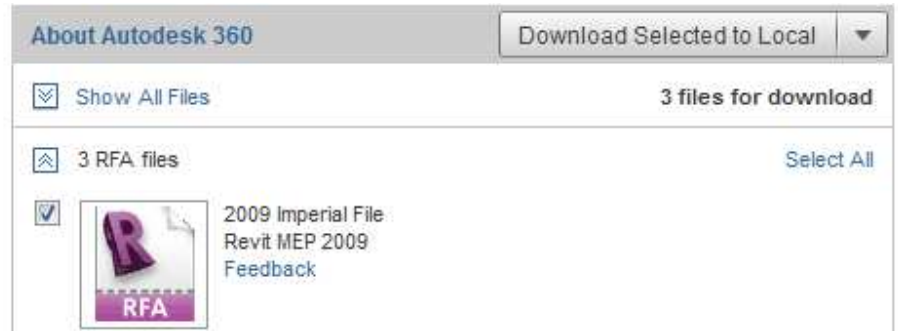 About Autodesk 360 Download Selected to Local
Show All Files 3 files for download
3 RFA files Select All
2009 Imperial File
Revit MEP 2009
Feedback
R
RFA